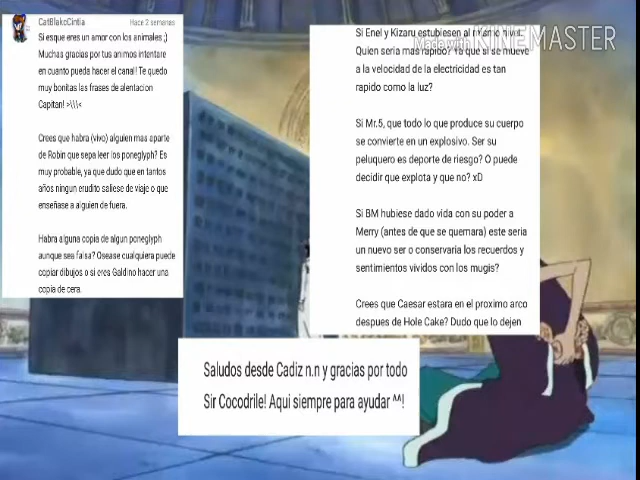 CatBlakoCintia Hace 2 semanas
Si esque eres un amor con los animales ;)
Muchas gracias por tus animos intentare
en cuanto pueda hacer el canal! Te quedo
muy bonitas las frases de alentacion
Capitan! >\\\<
Crees que habra (vivo) alguien mas aparte
de Robin que sepa leer los poneglyph? Es
muy probable, ya que dudo que en tantos
años ningun erudito saliese de viaje o que
enseñase a alguien de fuera.
Habra alguna copia de algun poneglyph
aunque sea falsa? Osease cualquiera puede
copiar dibujos o si eres Galdino hacer una
copia de cera.
Si Enel y Kizaru estubiesen al mismo nivel.
Made with KINEMASTER
Quien seria mas rapido? Ya que si se mueve
a la velocidad de la electricidad es tan
rapido como la luz?
Si Mr.5, que todo lo que produce su cuerpo
se convierte en un explosivo. Ser su
peluquero es deporte de riesgo? O puede
decidir que explota y que no? xD
Si BM hubiese dado vida con su poder a
Merry (antes de que se quemara) este seria
un nuevo ser o conservaria los recuerdos y
sentimientos vividos con los mugis?
Crees que Caesar estara en el proximo arco
despues de Hole Cake? Dudo que lo dejen
Saludos desde Cadiz n.n y gracias por todo
Sir Cocodrile! Aqui siempre para ayudar ^^!